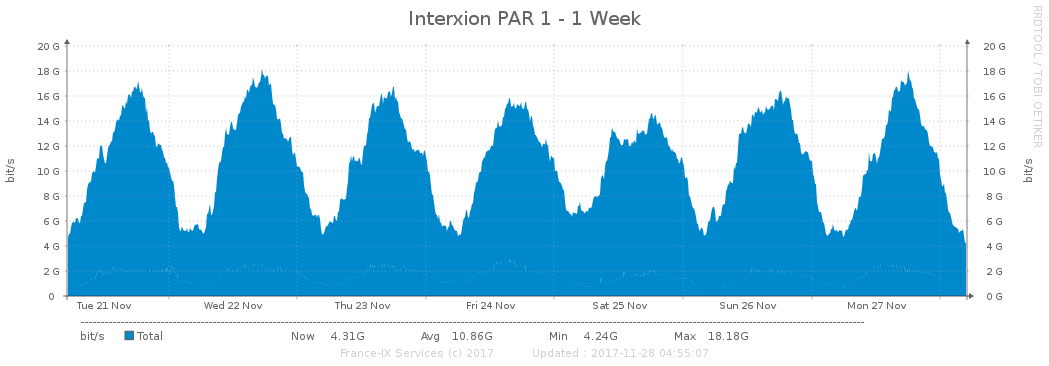 Interxion PAR 1 - 1 Week
RRDTOOL / TOBI OETIKER
20 G 20 G
18 G 18 G
16 G 16 G
14 G 14 G
12 G 12 G
10 G 10 G
8 G 8 G
6 G 6 G
4 G 4 G
2 G 2 G
0 0 G
bit/s bit/s
Tue 21 Nov Wed 22 Nov Thu 23 Nov Fri 24 Nov Sat 25 Nov Sun 26 Nov Mon 27 Nov
bit/s Total Now 4.31G Avg 10.86G Min 4.24G Max 18.18G
France-IX Services (c) 2017 Updated : 2017-11-28 04:55:07